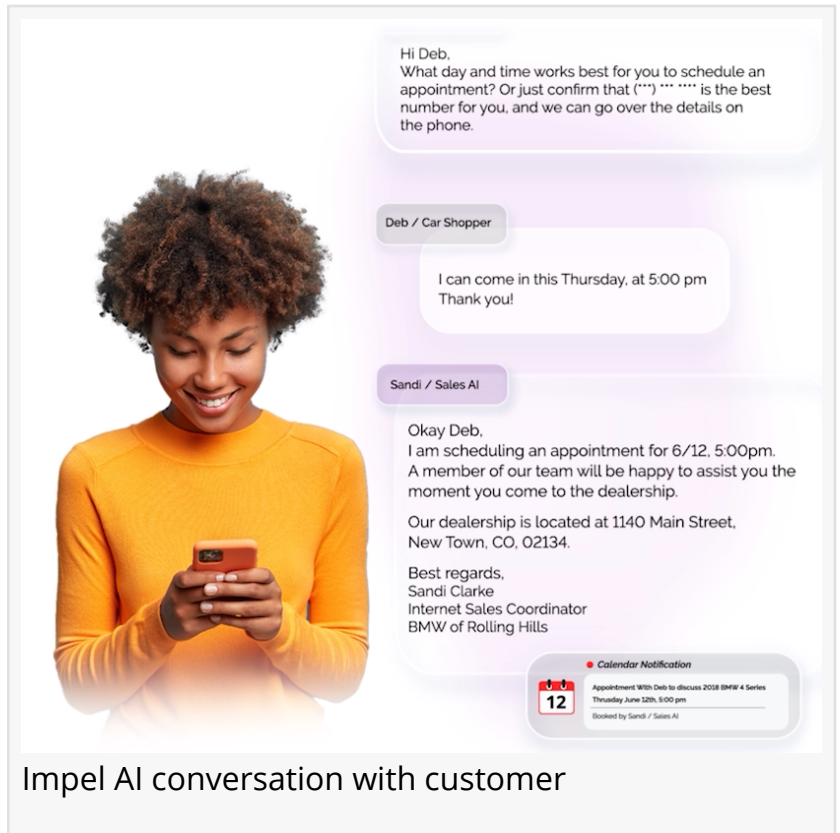 Hi Deb,
What day and time works best for you to schedule an
appointment? Or just confirm that (***) *** **** is the best
number for you, and we can go over the details on
the phone.
Deb / Car Shopper
I can come in this Thursday, at 5:00 pm
Thank you!
Sandi / Sales AI
Okay Deb,
I am scheduling an appointment for 6/12, 5:00pm.
A member of our team will be happy to assist you the
moment you come to the dealership.
Our dealership is located at 1140 Main Street,
New Town, CO, 02134.
Best regards,
Sandi Clarke
Internet Sales Coordinator
BMW of Rolling Hills
Calendar Notification
12
Appointment With Deb to discuss 2018 BMW 4 Series
Thrusday June 12th, 5:00 pm
Booked by Sandi / Sales AI
Impel AI conversation with customer